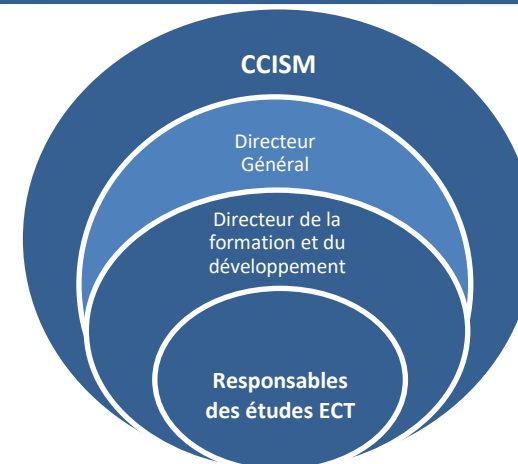 CCISM
Directeur
Général
Directeur de la
formation et du
développement
Responsables
des études ECT